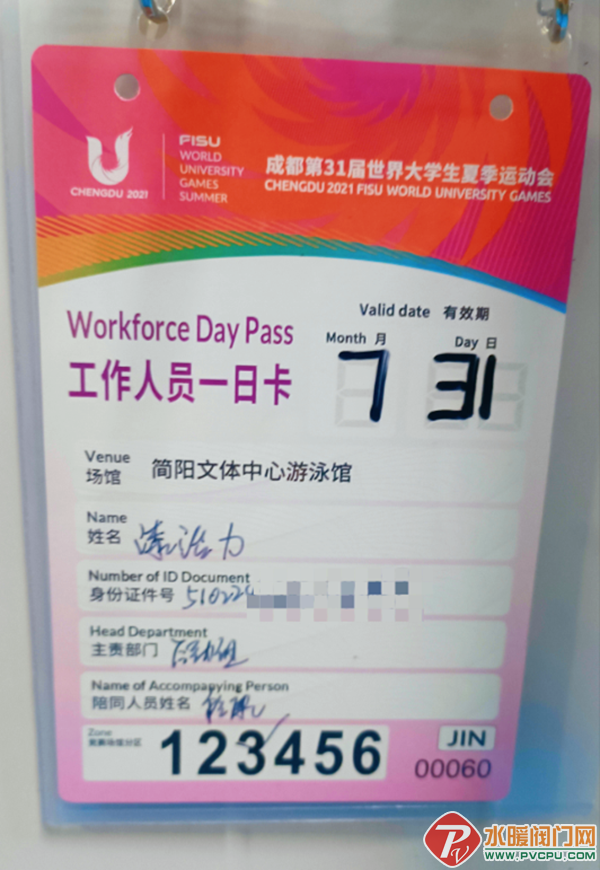 FISU
WORLD
UNIVERSITY
GAMES
SUMMER
CHENGDU 2021
成都第31届世界大学生夏季运动会
CHENGDU 2021 FISU WORLD UNIVERSITY GAMES
Workforce Day Pass
工作人员一日卡
Valid date 有效期
Month 月 Day 日
7 31
Venue
场馆 简阳文体中心游泳馆
Name
姓名
Number of ID Document
身份证件号 510224
Head Department
主责部门
Name of Accompanying Person
陪同人员姓名
Zone
123456
JIN
00060
水暖阀门网
www.PVCPU.com